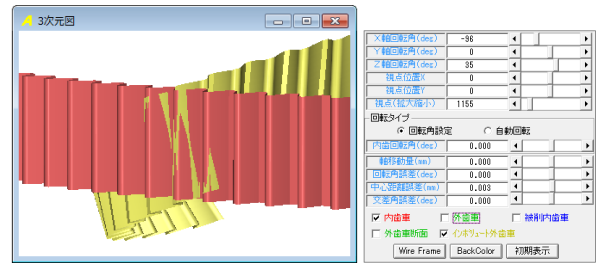 3次元図
X軸回転角(deg) -96
Y軸回転角(deg) 0
Z軸回転角(deg) 35
視点位置X 0
視点位置Y 0
視点(拡大縮小) 1155
回転タイプ
回転角設定 自動回転
内歯回転角(deg) 0.000
軸移動量(mm) 0.000
回転角誤差(deg) 0.000
中心距離誤差(mm) 0.003
交差角誤差(deg) 0.000
内歯車 外歯車 被削内歯車
外歯車断面 インボリュート外歯車
Wire Frame BackColor 初期表示